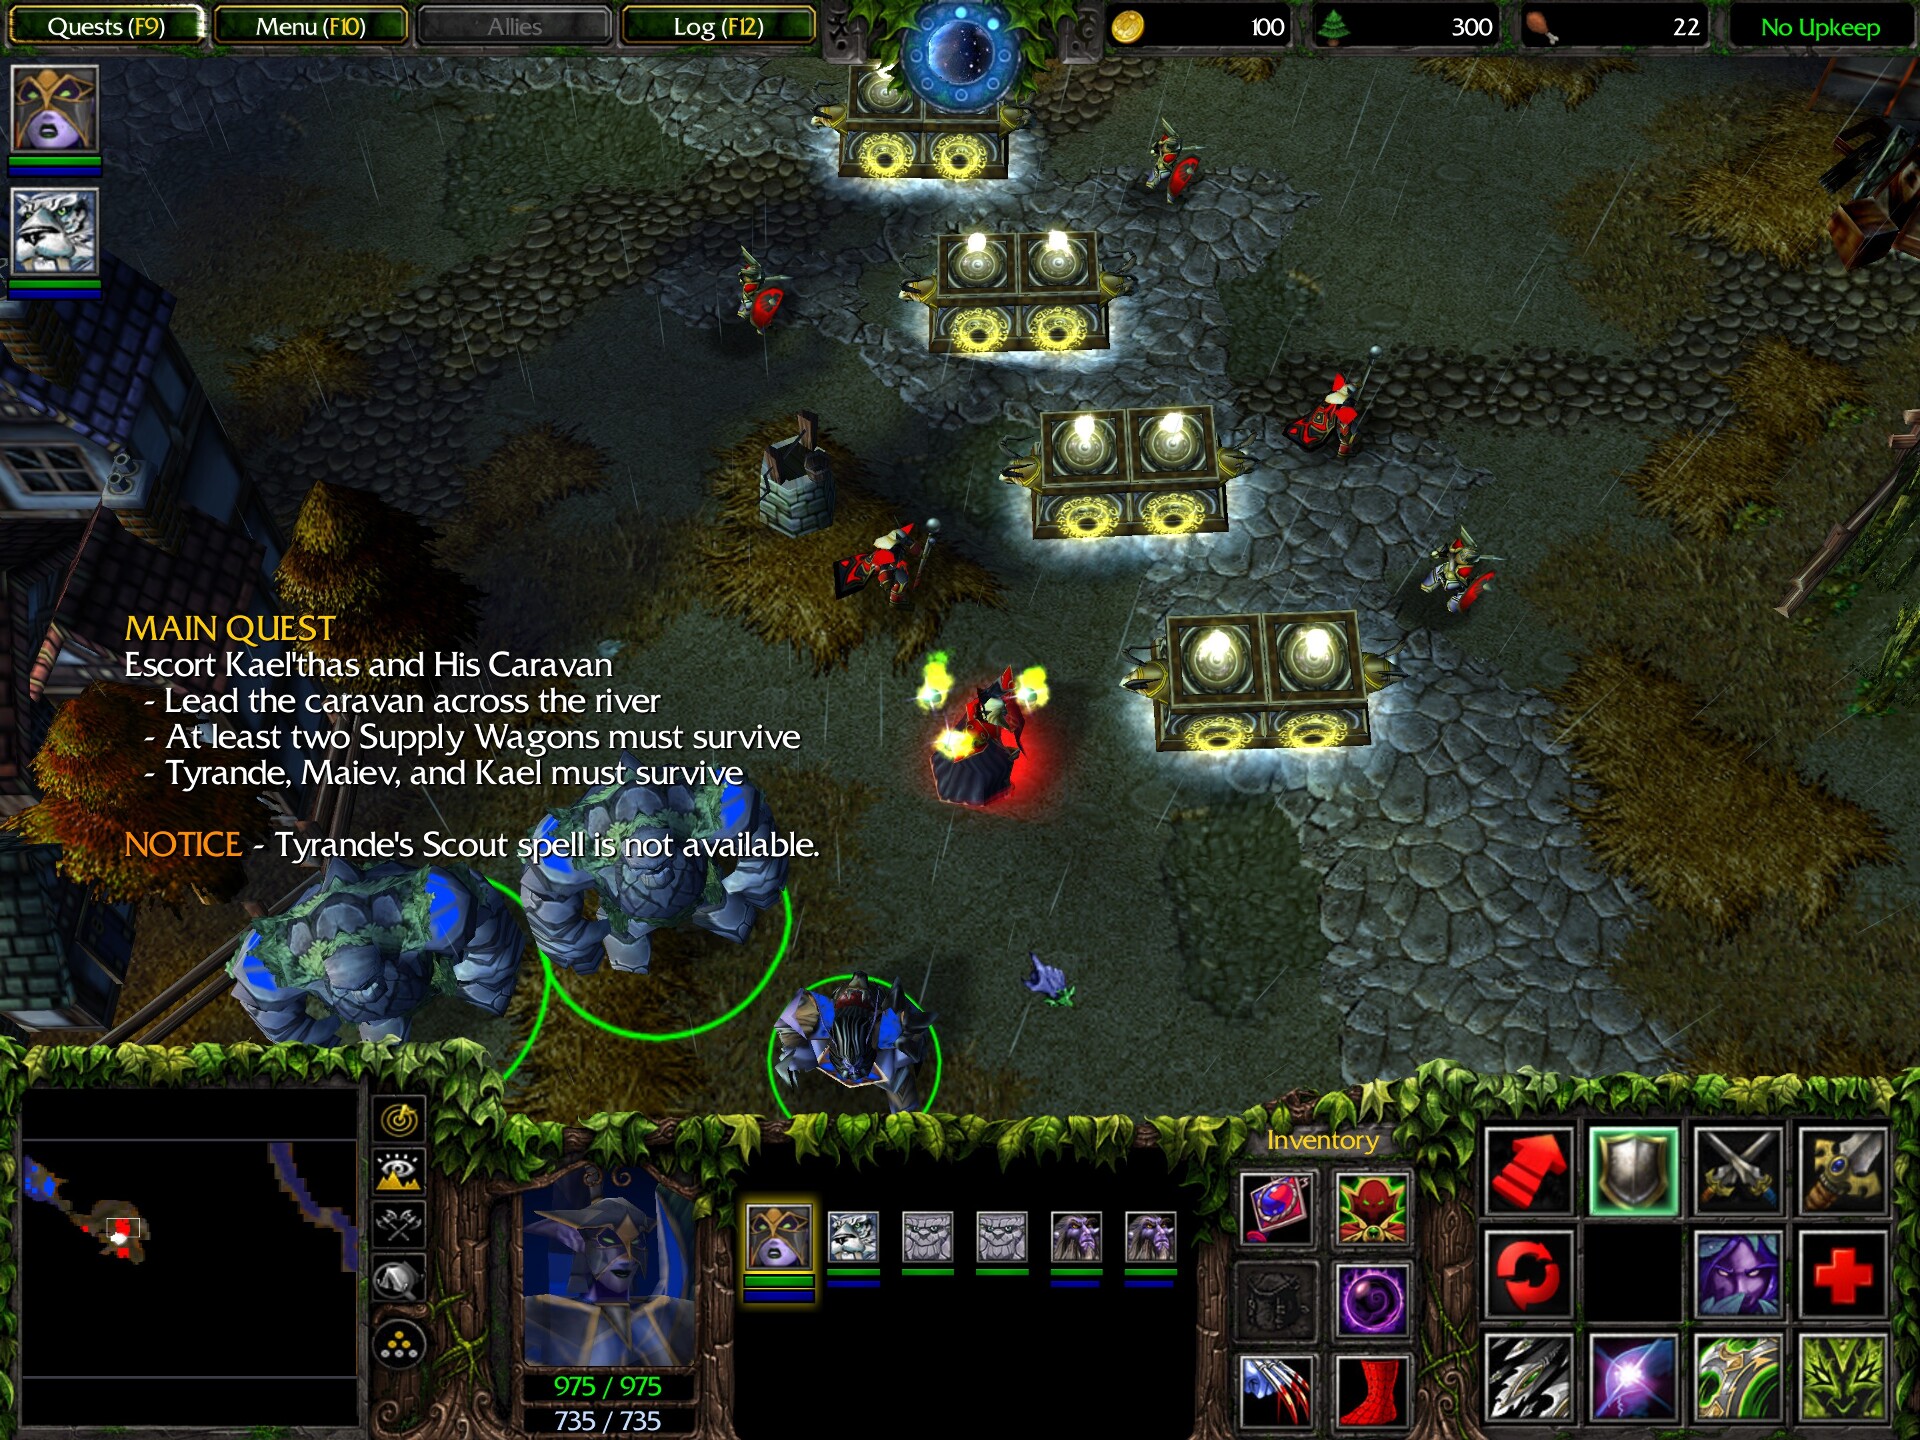 Quests (F9)
Menu (F10)
Allies
Log (F12)
100
300
22
No Upkeep
MAIN QUEST
Escort Kael'thas and His Caravan
- Lead the caravan across the river
- At least two Supply Wagons must survive
- Tyrande, Maiev, and Kael must survive
NOTICE - Tyrande's Scout spell is not available.
Inventory
975 / 975
735 / 735